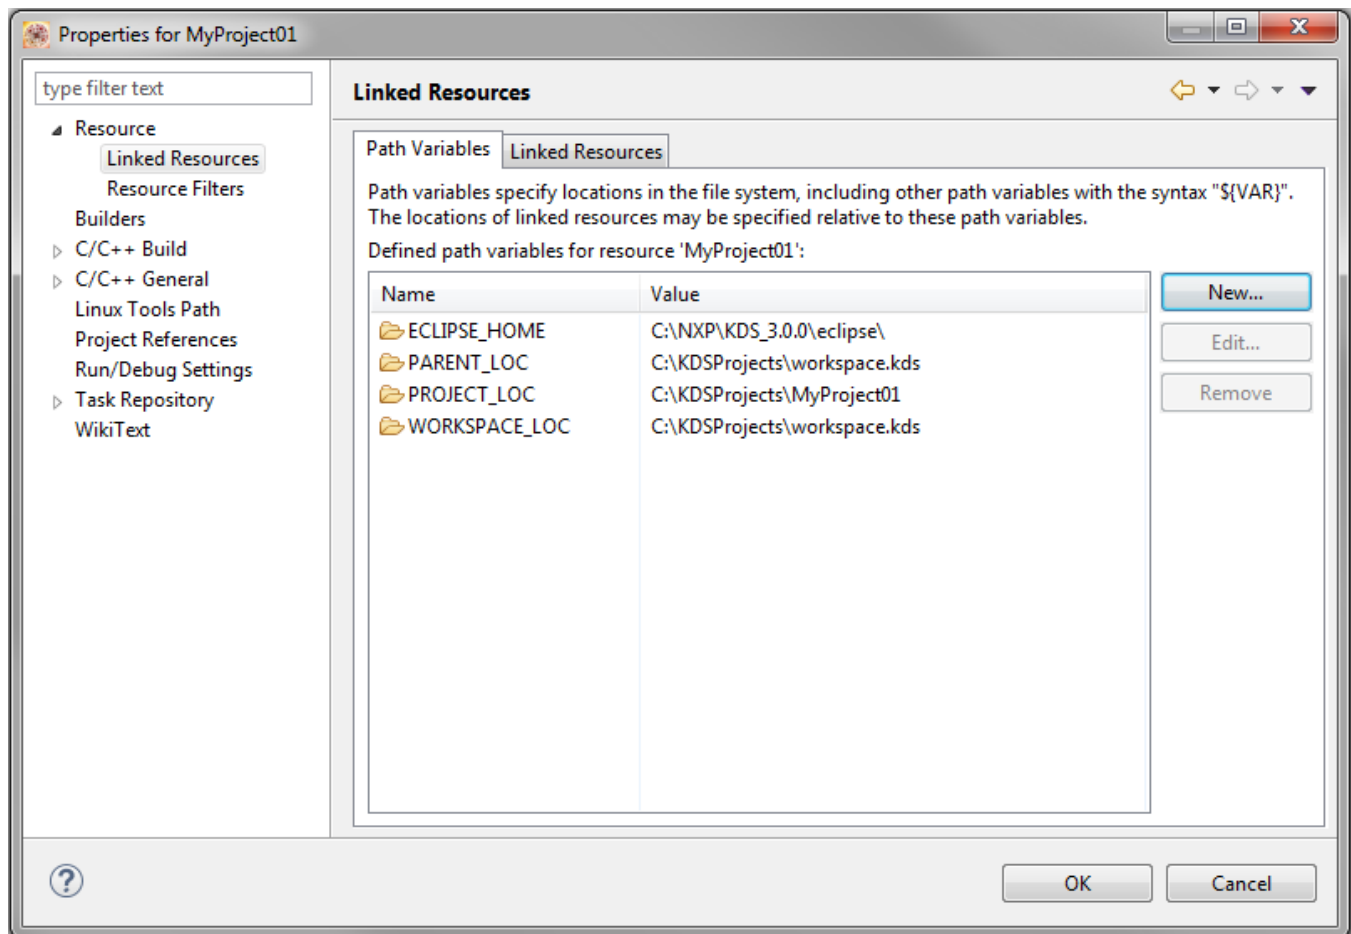 Properties for MyProject01
type filter text
Resource
Linked Resources
Resource Filters
Builders
C/C++ Build
C/C++ General
Linux Tools Path
Project References
Run/Debug Settings
Task Repository
WikiText
Linked Resources
Path Variables
Linked Resources
Path variables specify locations in the file system, including other path variables with the syntax "${VAR}".
The locations of linked resources may be specified relative to these path variables.
Defined path variables for resource 'MyProject01':
Name Value
ECLIPSE_HOME C:\NXP\KDS_3.0.0\eclipse\
PARENT_LOC C:\KDSProjects\workspace.kds
PROJECT_LOC C:\KDSProjects\MyProject01
WORKSPACE_LOC C:\KDSProjects\workspace.kds
New...
Edit...
Remove
?
OK
Cancel